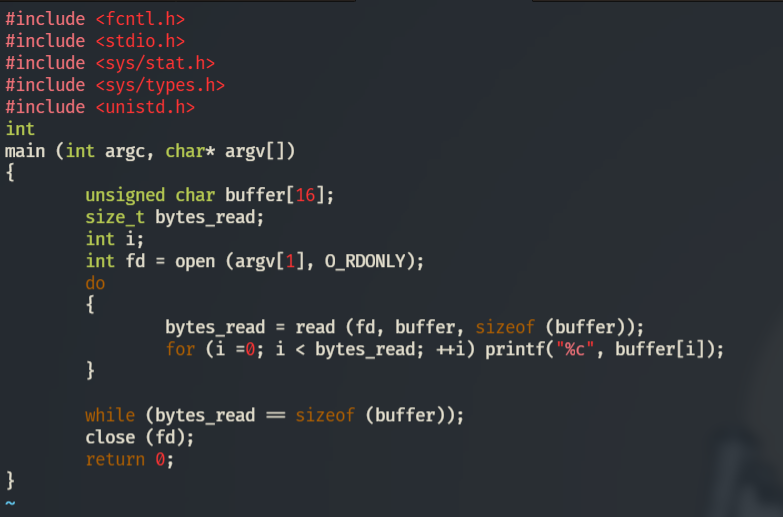 #include <fcntl.h>
#include <stdio.h>
#include <sys/stat.h>
#include <sys/types.h>
#include <unistd.h>
int
main (int argc, char* argv[])
{
        unsigned char buffer[16];
        size_t bytes_read;
        int i;
        int fd = open (argv[1], O_RDONLY);
        do
        {
                bytes_read = read (fd, buffer, sizeof (buffer));
                for (i =0; i < bytes_read; ++i) printf("%c", buffer[i]);
        }

        while (bytes_read == sizeof (buffer));
        close (fd);
        return 0;
}
~